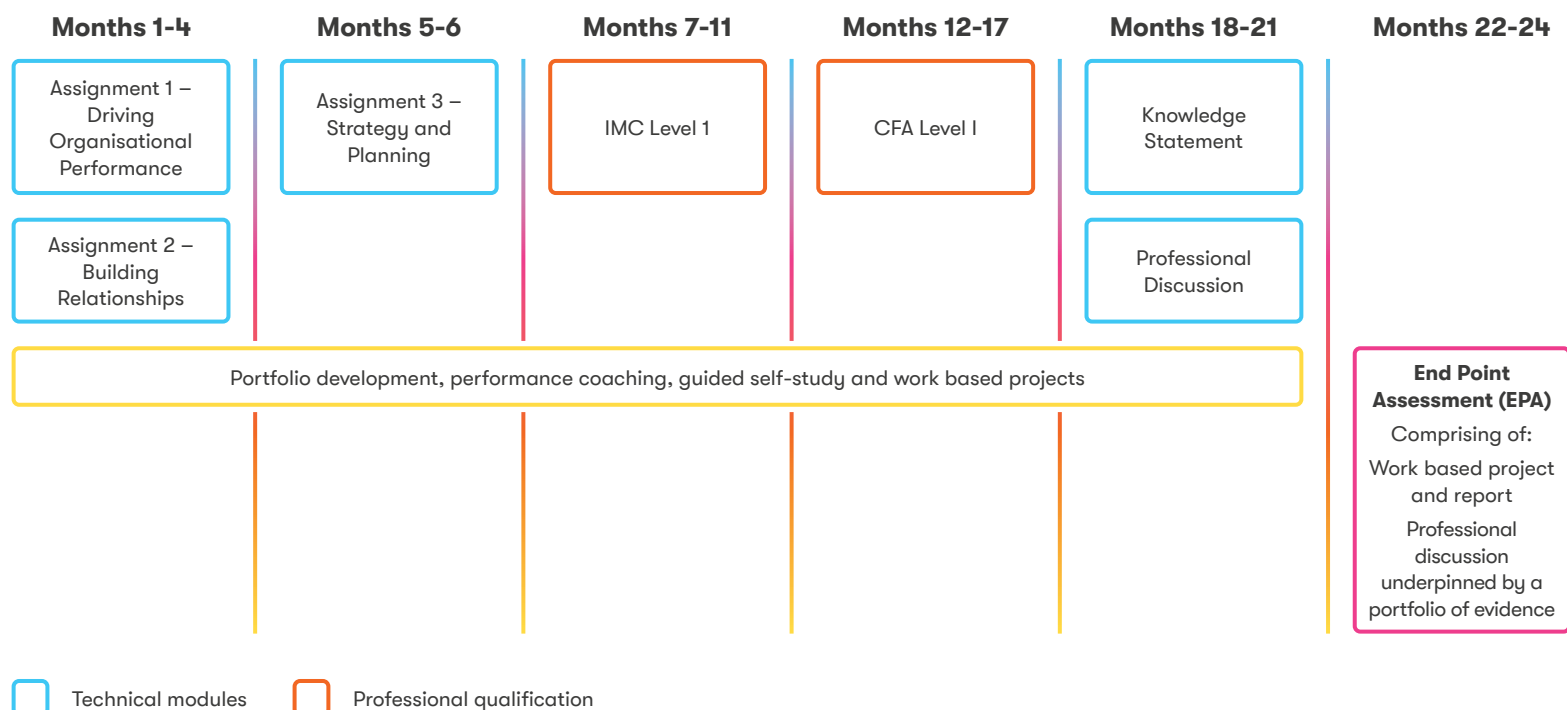 Months 1-4
Months 5-6
Months 7-11
Months 12-17
Months 18-21
Months 22-24
Assignment 1 –
Driving
Organisational
Performance
Assignment 3 –
Strategy and
Planning
IMC Level 1
CFA Level I
Knowledge
Statement
Assignment 2 –
Building
Relationships
Professional
Discussion
Portfolio development, performance coaching, guided self-study and work based projects
End Point
Assessment (EPA)
Comprising of:
Work based project
and report
Professional
discussion
underpinned by a
portfolio of evidence
Technical modules
Professional qualification